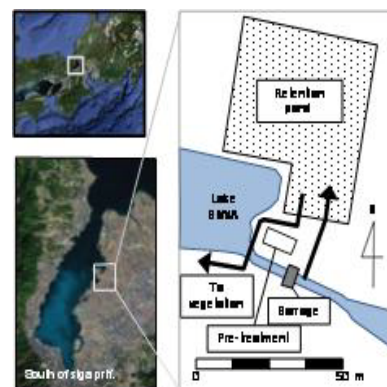 Retention
pond
Lake
BIWA
N
To
vegetation
Barrage
Pre-treatment
South of siga prf.
0
50 m